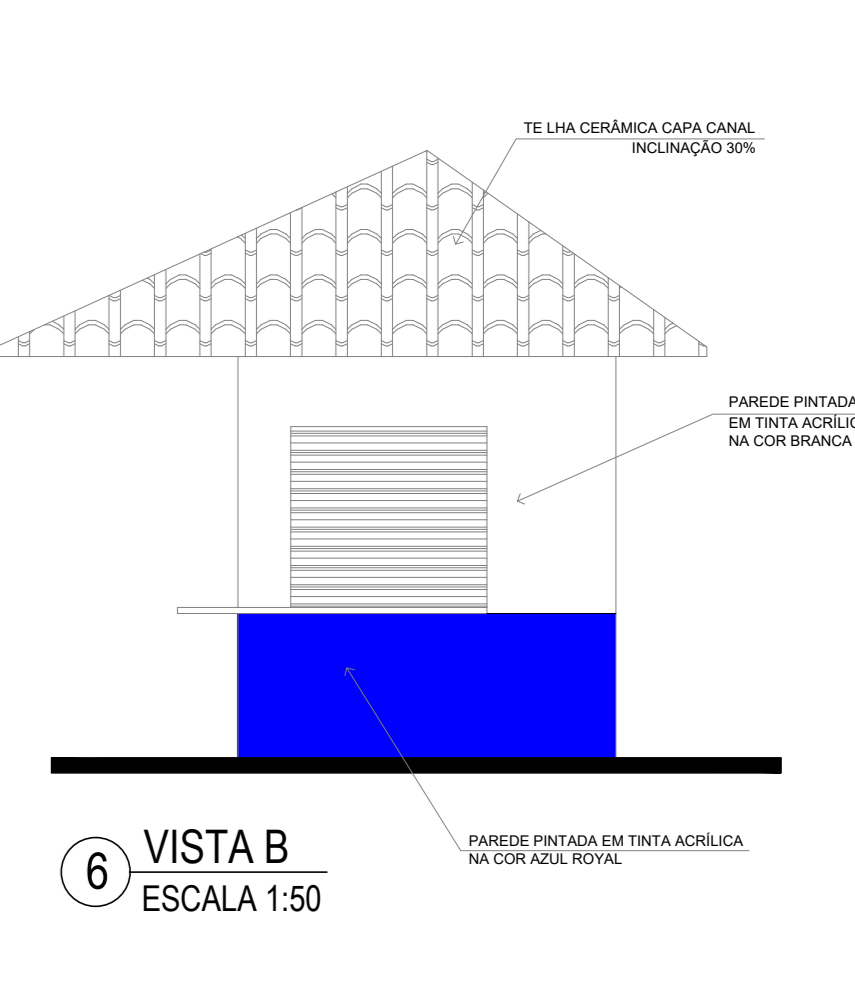 TE LHA CERÂMICA CAPA CANAL
INCLINAÇÃO 30%
PAREDE PINTADA
EM TINTA ACRÍLIC
NA COR BRANCA
PAREDE PINTADA EM TINTA ACRÍLICA
NA COR AZUL ROYAL
6
VISTA B
ESCALA 1:50